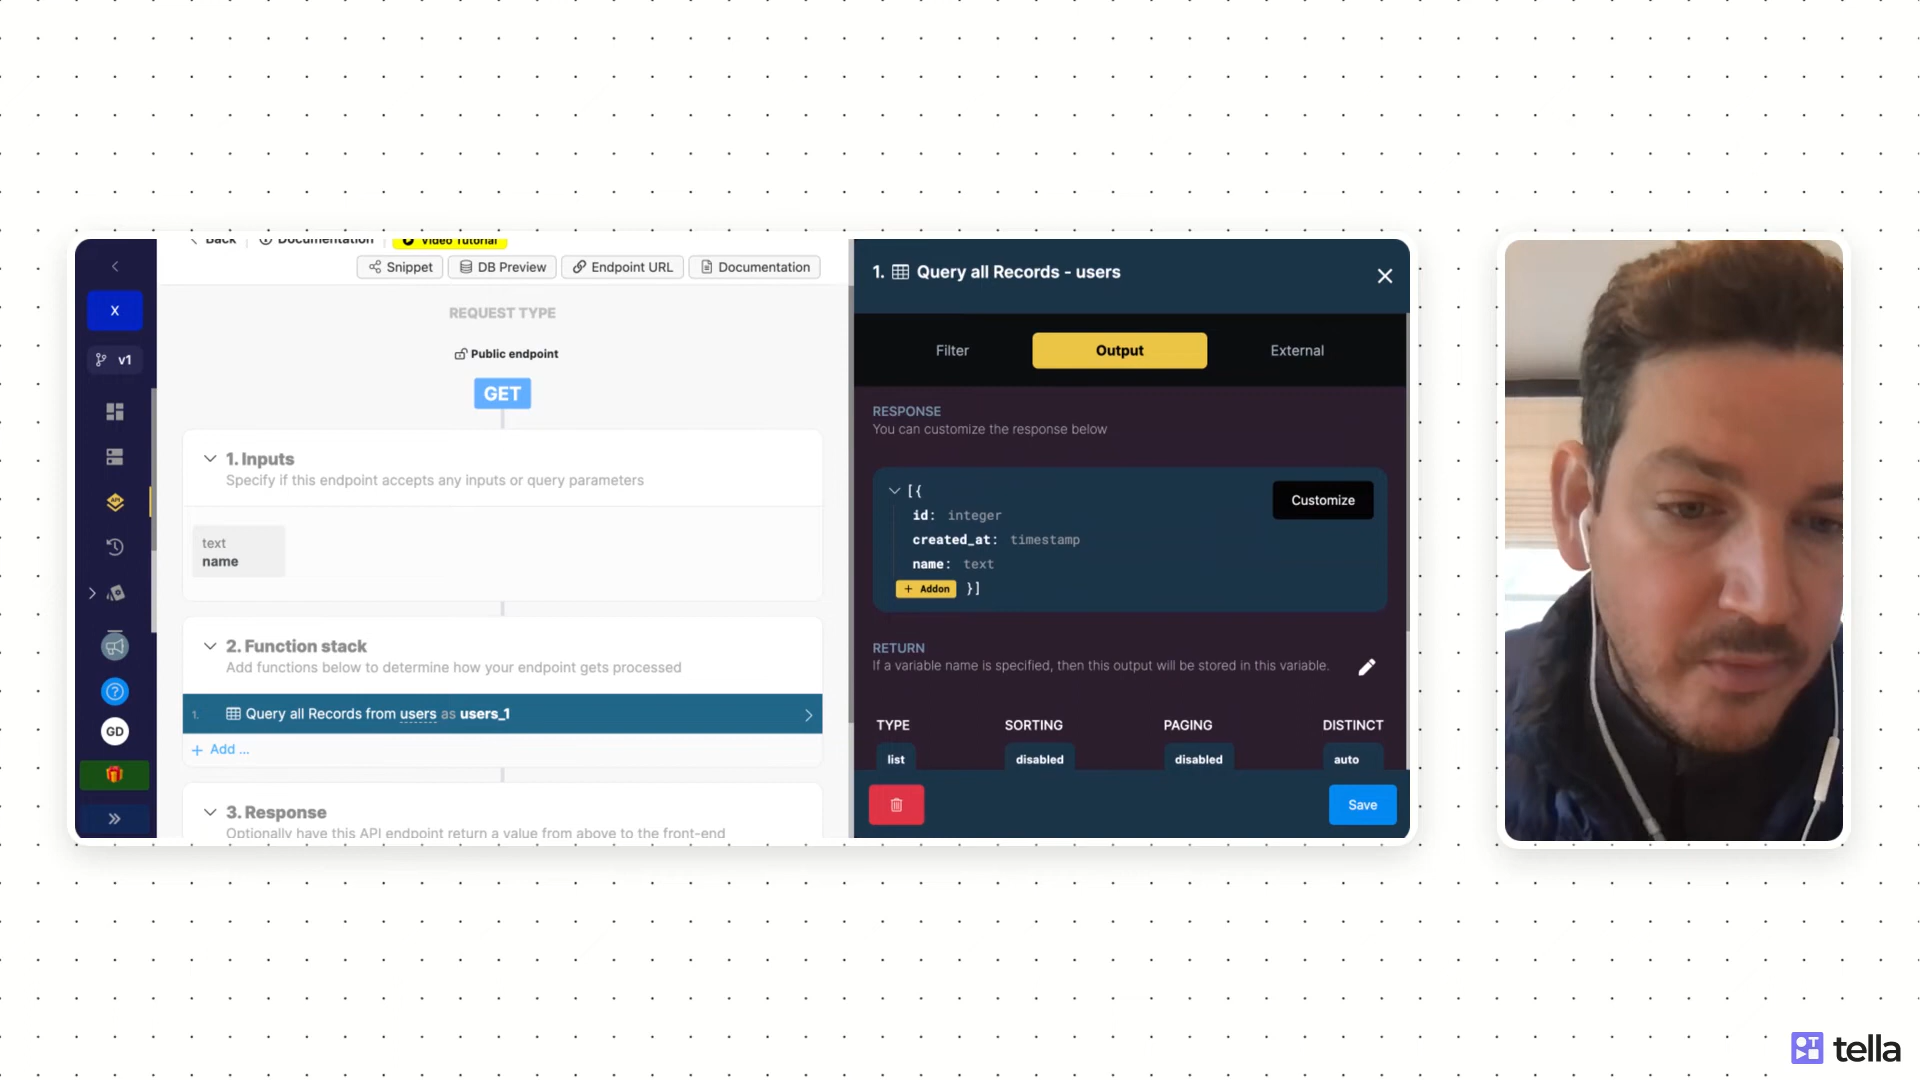 Back
Documentation
Video Tutorial
Snippet
DB Preview
Endpoint URL
Documentation
X
v1
GD
REQUEST TYPE
Public endpoint
GET
1. Inputs
Specify if this endpoint accepts any inputs or query parameters
text
name
2. Function stack
Add functions below to determine how your endpoint gets processed
1. Query all Records from users as users_1
+ Add ...
3. Response
Optionally have this API endpoint return a value from above to the front-end
1. Query all Records - users
Filter
Output
External
RESPONSE
You can customize the response below
[{
Customize
id: integer
created_at: timestamp
name: text
+ Addon }]
RETURN
If a variable name is specified, then this output will be stored in this variable.
TYPE SORTING PAGING DISTINCT
list disabled disabled auto
Save
tella